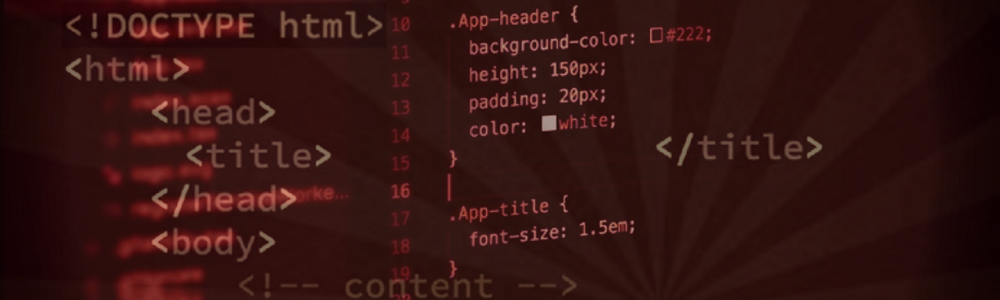 <!DOCTYPE html>
<html>
<head>
<title>
</title>
</head>
<body>
<!-- content -->
10 .App-header {
11 background-color: #222;
12 height: 150px;
13 padding: 20px;
14 color: white;
15 }
16
17 .App-title {
18 font-size: 1.5em;
19 }
orke...